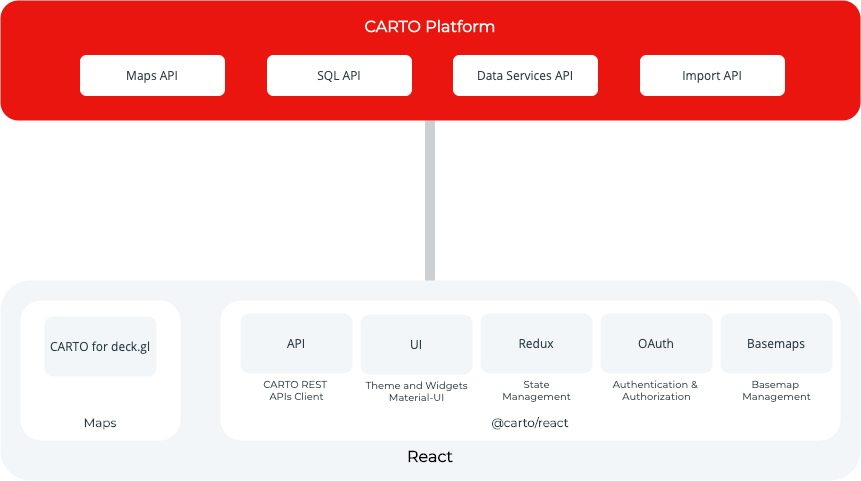 CARTO Platform
Maps API
SQL API
Data Services API
Import API
CARTO for deck.gl
Maps
API
UI
Redux
OAuth
Basemaps
CARTO REST
APIs Client
Theme and Widgets
Material-UI
State
Management
Authentication &
Authorization
Basemap
Management
@carto/react
React